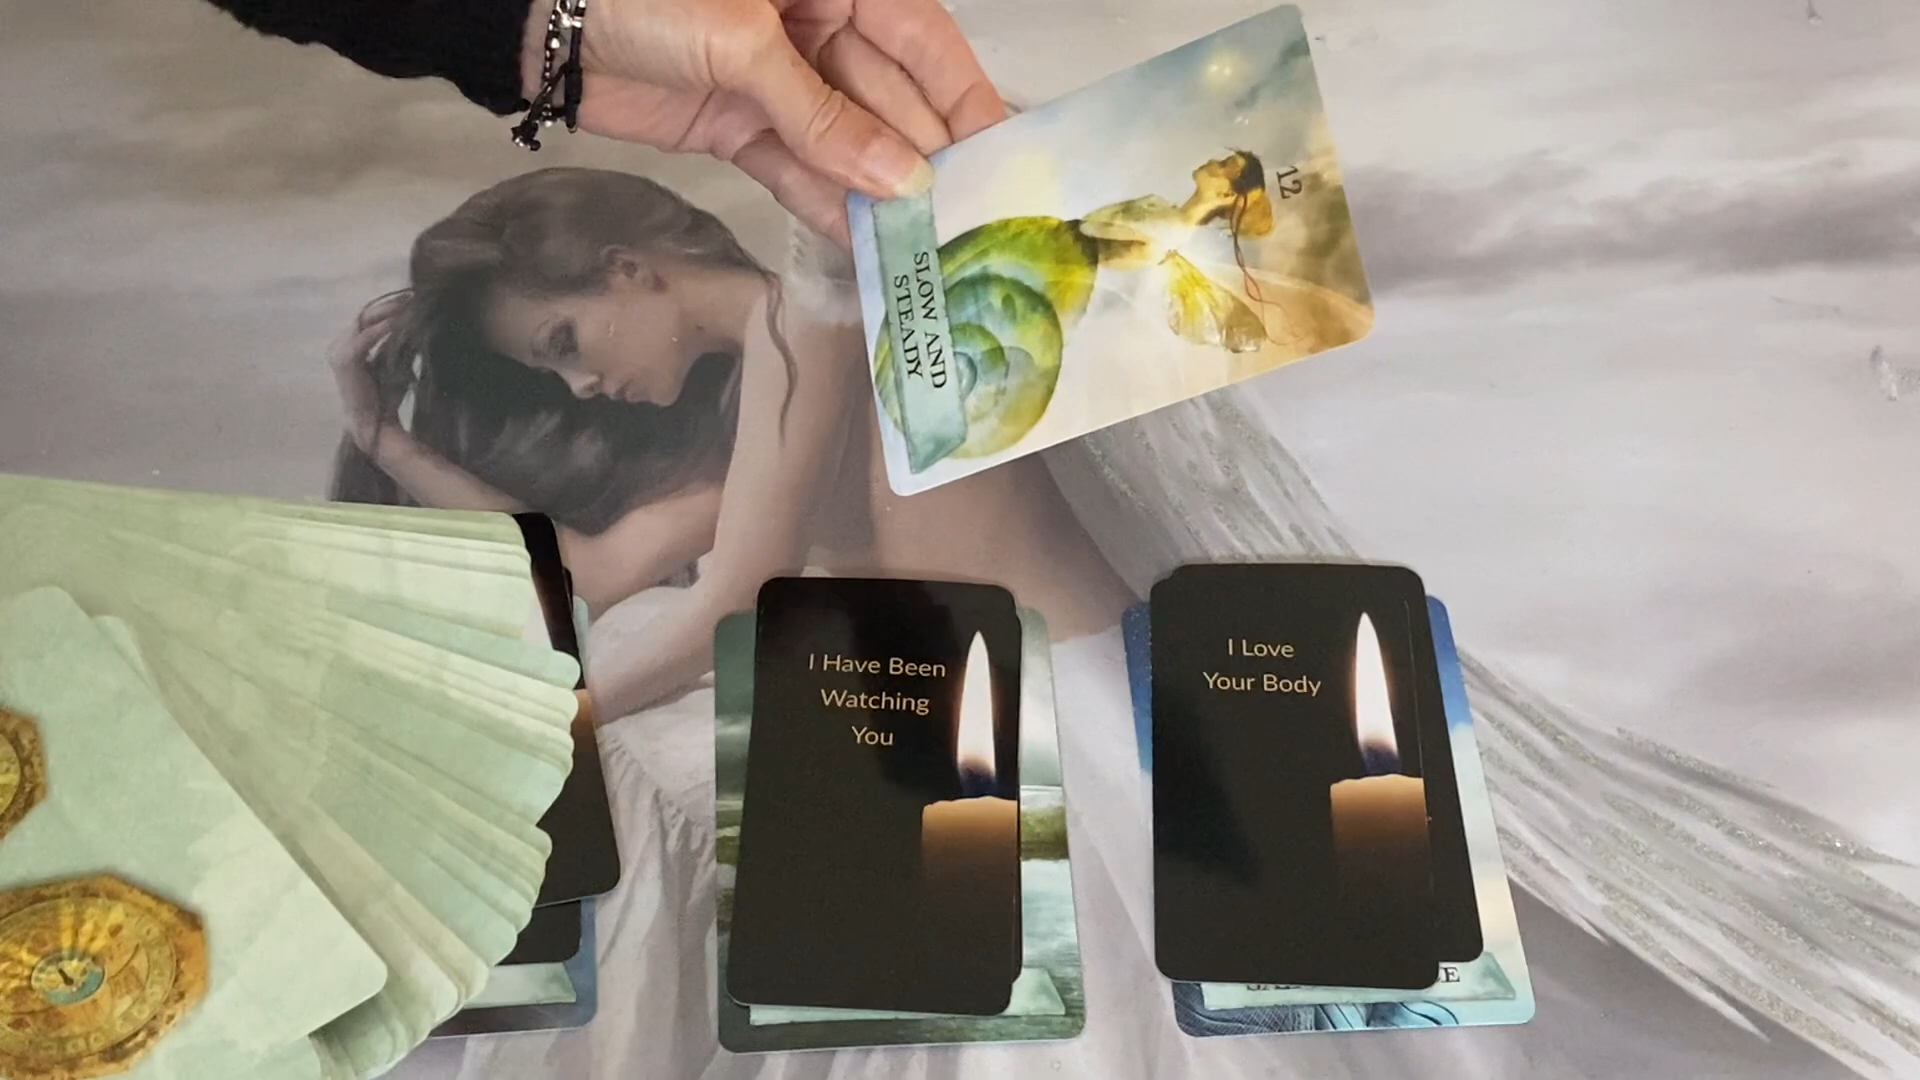 12
SLOW AND
STEADY
I Have Been
Watching
You
I Love
Your Body